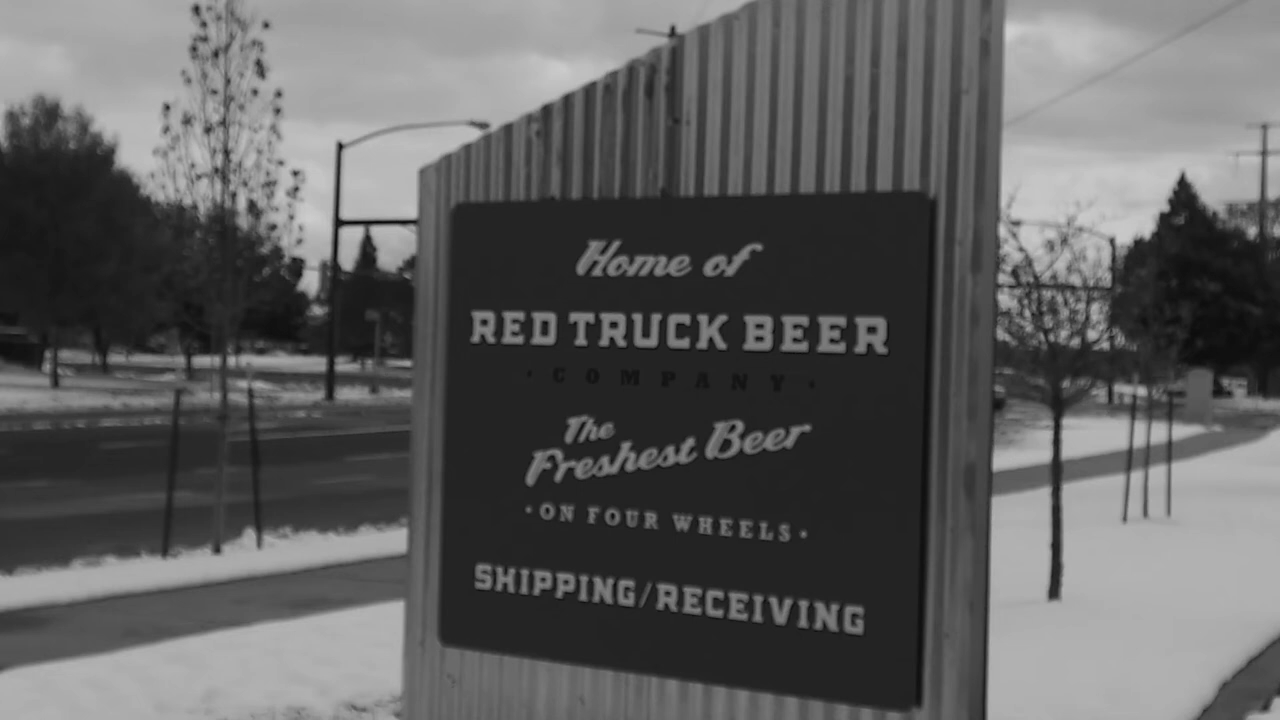 Home of
RED TRUCK BEER
· COMPANY ·
The
Freshest Beer
· ON FOUR WHEELS ·
SHIPPING/RECEIVING